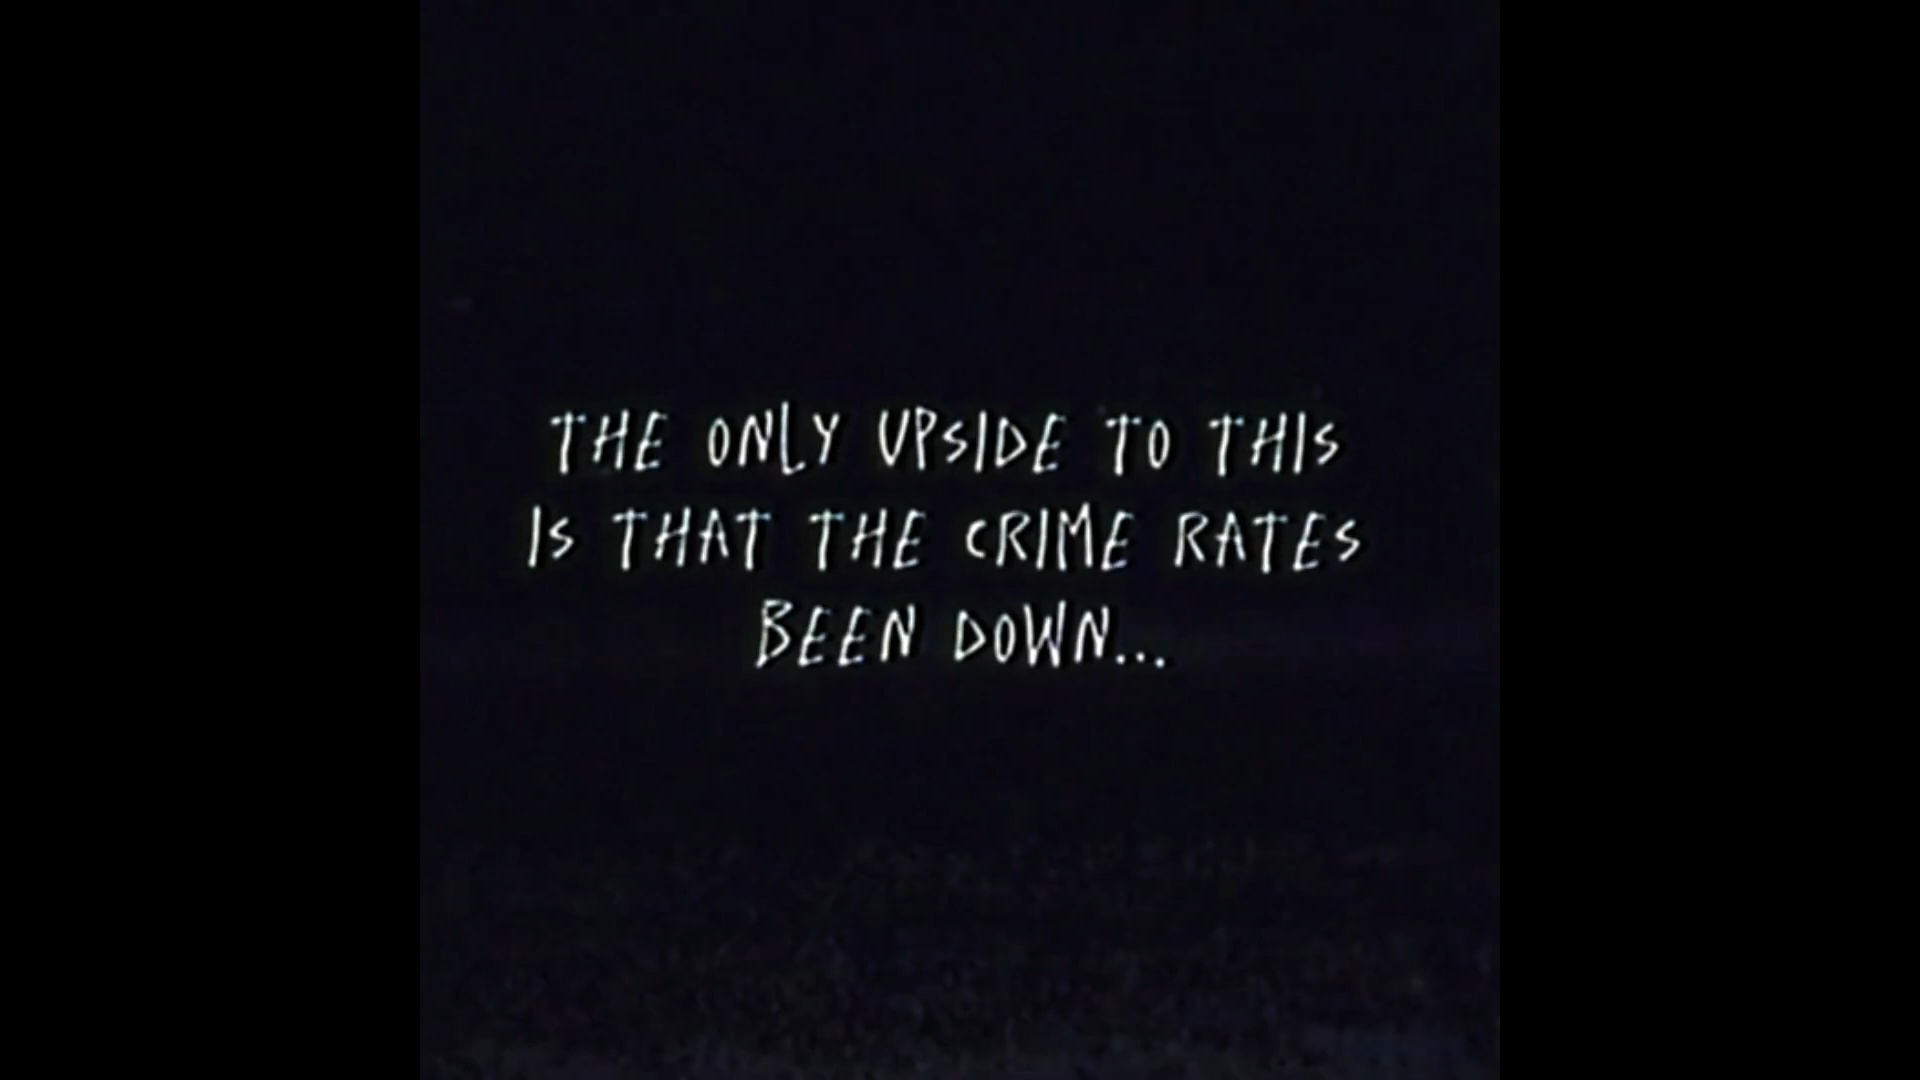 THE ONLY UPSIDE TO THIS
IS THAT THE CRIME RATES
BEEN DOWN...